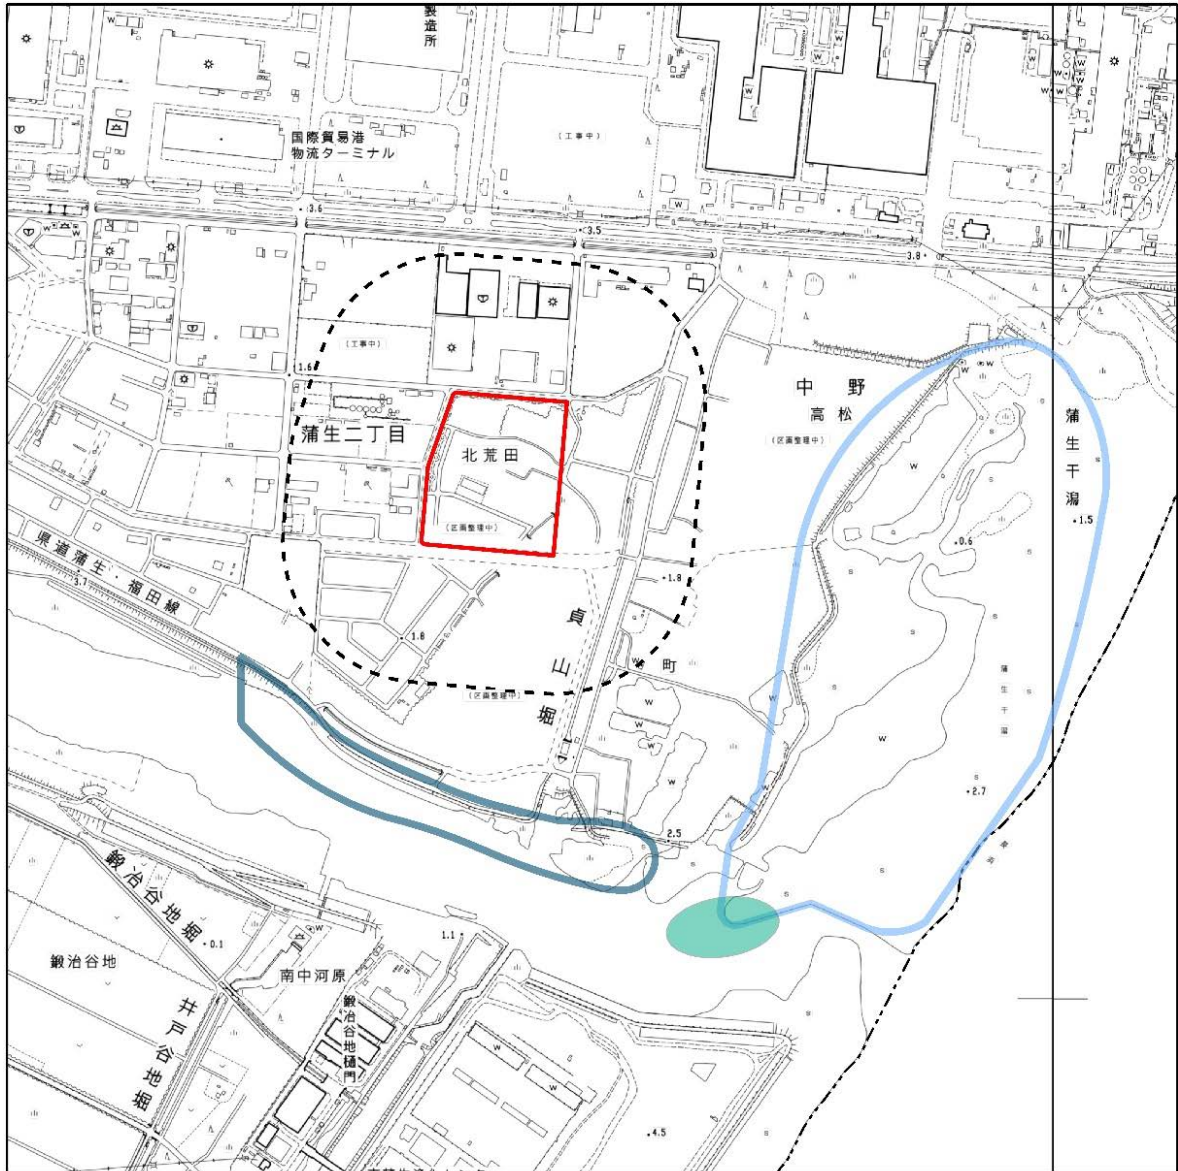 製造所
国際貿易港
物流ターミナル
(工事中)
3.6
3.5
3.8
(工事中)
1.6
中野
高松
(区画整理中)
蒲生干潟
蒲生二丁目
北荒田
(区画整理中)
1.5
0.6
県道蒲生・福田線
3.7
1.8
1.8
貞山堀
町
(区画整理中)
蒲生干潟
2.7
2.5
鍛冶谷地堀
0.1
1.1
鍛冶谷地
南中河原
井戸谷地堀
鍛冶谷地樋門
4.5